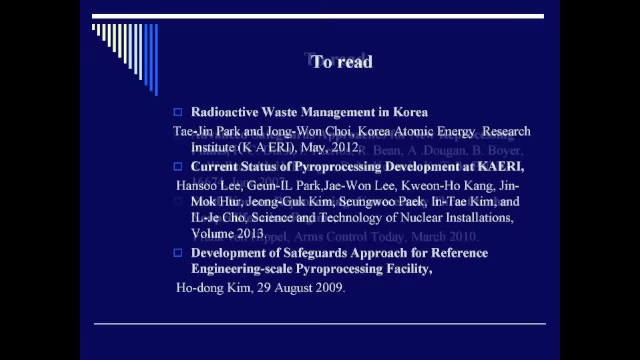 To read
Radioactive Waste Management in Korea
Tae-Jin Park and Jong-Won Choi, Korea Atomic Energy Research
Institute (K A ERI), May, 2012.
Current Status of Pyroprocessing Development at KAERI,
Hansoo Lee, Geun-IL Park,Jae-Won Lee, Kweon-Ho Kang, Jin-
Mok Hur, Jeong-Guk Kim, Seungwoo Paek, In-Tae Kim, and
IL-Je Cho, Science and Technology of Nuclear Installations,
Volume 2013.
Development of Safeguards Approach for Reference
Engineering-scale Pyroprocessing Facility,
Ho-dong Kim, 29 August 2009.